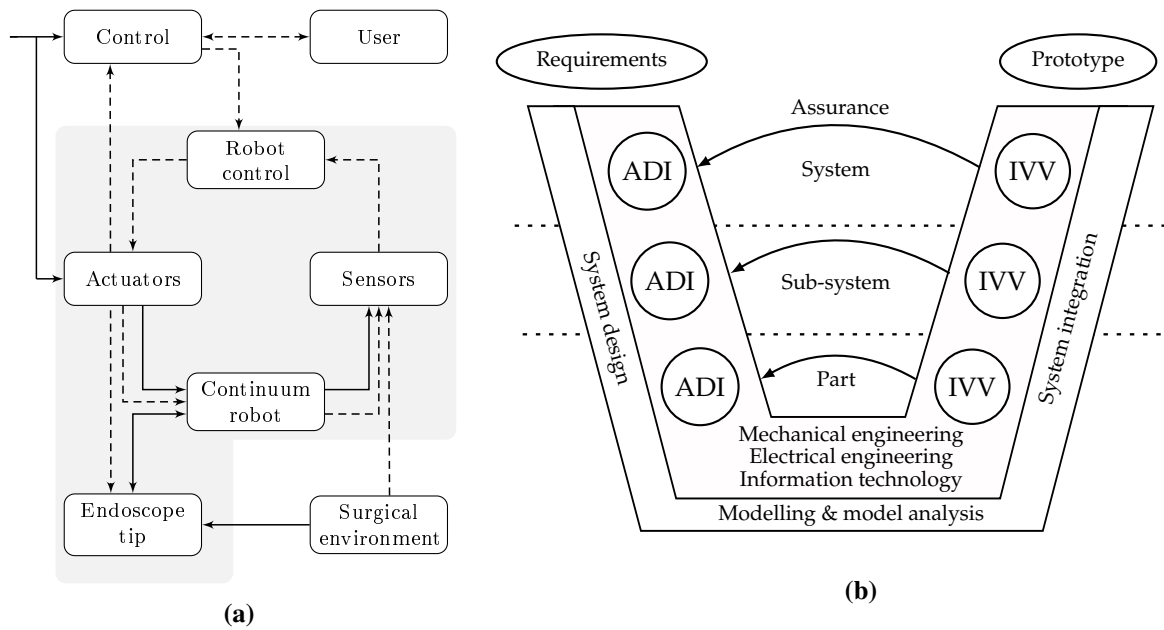 Control
User
Robot
control
Actuators
Sensors
Continuum
robot
Endoscope
tip
Surgical
environment
(a)
Requirements
Prototype
Assurance
ADI
System
IVV
ADI
Sub-system
IVV
System design
System integration
ADI
Part
IVV
Mechanical engineering
Electrical engineering
Information technology
Modelling & model analysis
(b)